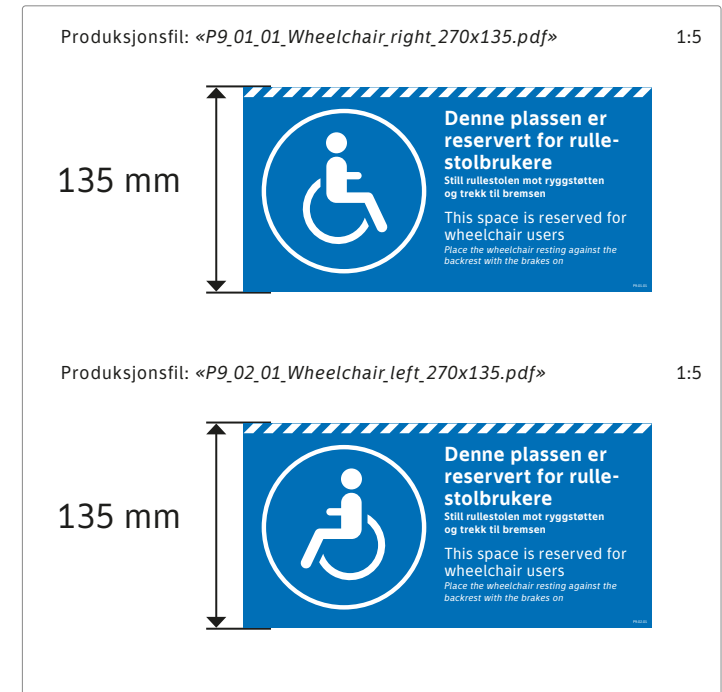 Produksjonsfil: «P9_01_01_Wheelchair_right_270x135.pdf» 1:5
135 mm
Denne plassen er
reservert for rulle-
stolbrukere
Still rullestolen mot ryggstøtten
og trekk til bremsen
This space is reserved for
wheelchair users
Place the wheelchair resting against the
backrest with the brakes on
Produksjonsfil: «P9_02_01_Wheelchair_left_270x135.pdf» 1:5
135 mm
Denne plassen er
reservert for rulle-
stolbrukere
Still rullestolen mot ryggstøtten
og trekk til bremsen
This space is reserved for
wheelchair users
Place the wheelchair resting against the
backrest with the brakes on